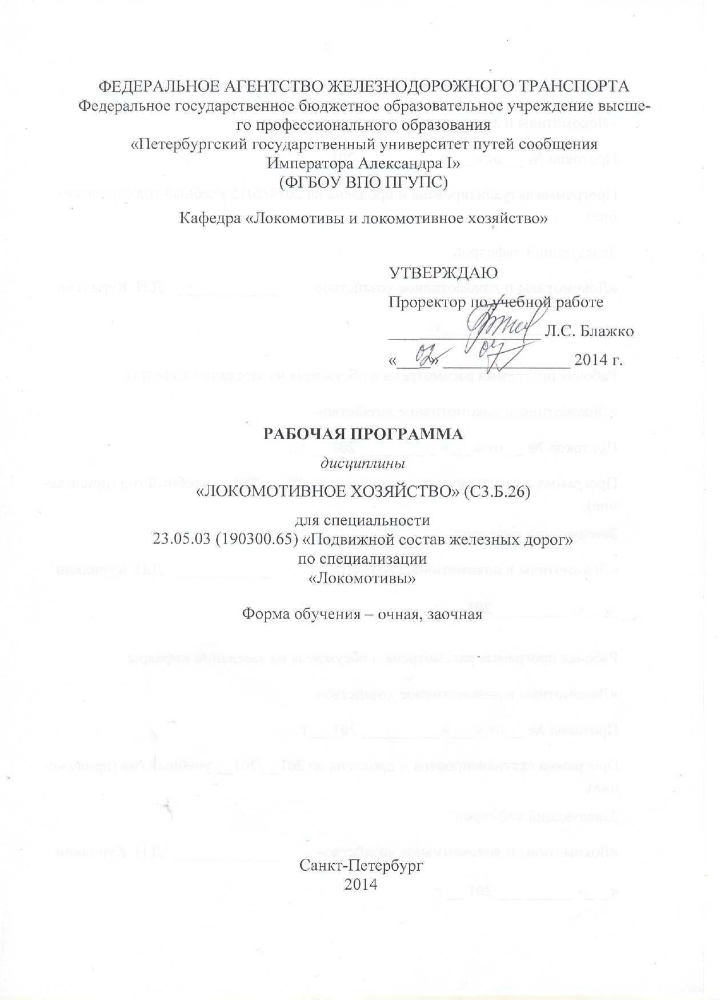 ФЕДЕРАЛЬНОЕ АГЕНТСТВО ЖЕЛЕЗНОДОРОЖНОГО ТРАНСПОРТА
Федеральное государственное бюджетное образовательное учреждение высше-
го профессионального образования
«Петербургский государственный университет путей сообщения
Императора Александра I»
(ФГБОУ ВПО ПГУПС)
Кафедра «Локомотивы и локомотивное хозяйство»
УТВЕРЖДАЮ
Проректор по учебной работе
Л.С. Блажко
«02» 07 2014 г.
РАБОЧАЯ ПРОГРАММА
дисциплины
«ЛОКОМОТИВНОЕ ХОЗЯЙСТВО» (С3.Б.26)
для специальности
23.05.03 (190300.65) «Подвижной состав железных дорог»
по специализации
«Локомотивы»
Форма обучения – очная, заочная
Санкт-Петербург
2014